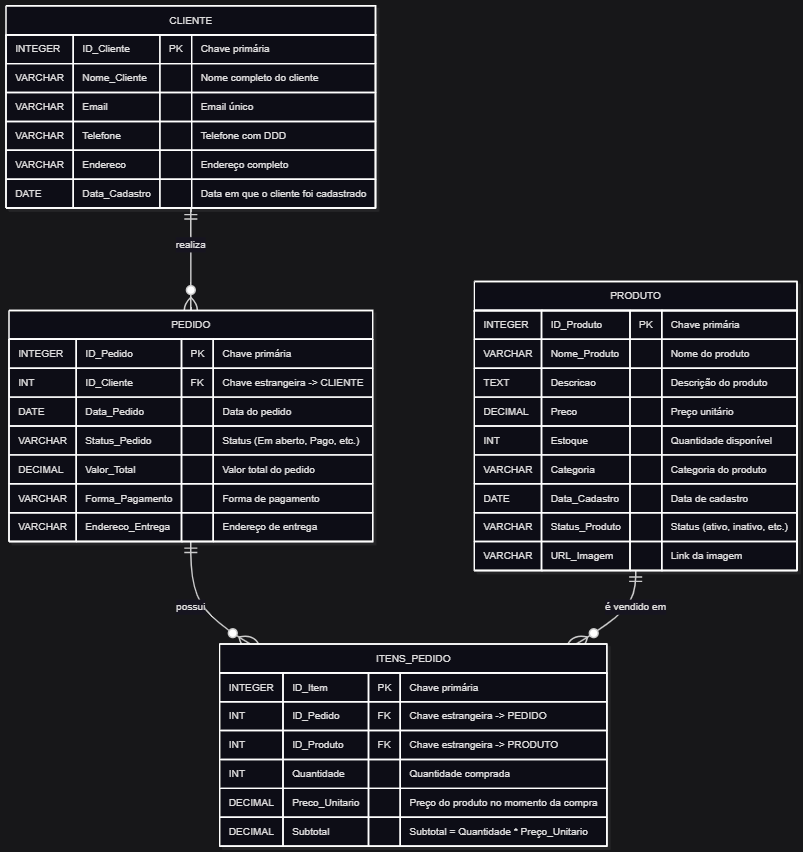 CLIENTE
INTEGER ID_Cliente PK Chave primária
VARCHAR Nome_Cliente Nome completo do cliente
VARCHAR Email Email único
VARCHAR Telefone Telefone com DDD
VARCHAR Endereco Endereço completo
DATE Data_Cadastro Data em que o cliente foi cadastrado
realiza
PEDIDO
INTEGER ID_Pedido PK Chave primária
INT ID_Cliente FK Chave estrangeira -> CLIENTE
DATE Data_Pedido Data do pedido
VARCHAR Status_Pedido Status (Em aberto, Pago, etc.)
DECIMAL Valor_Total Valor total do pedido
VARCHAR Forma_Pagamento Forma de pagamento
VARCHAR Endereco_Entrega Endereço de entrega
PRODUTO
INTEGER ID_Produto PK Chave primária
VARCHAR Nome_Produto Nome do produto
TEXT Descricao Descrição do produto
DECIMAL Preco Preço unitário
INT Estoque Quantidade disponível
VARCHAR Categoria Categoria do produto
DATE Data_Cadastro Data de cadastro
VARCHAR Status_Produto Status (ativo, inativo, etc.)
VARCHAR URL_Imagem Link da imagem
possui
é vendido em
ITENS_PEDIDO
INTEGER ID_Item PK Chave primária
INT ID_Pedido FK Chave estrangeira -> PEDIDO
INT ID_Produto FK Chave estrangeira -> PRODUTO
INT Quantidade Quantidade comprada
DECIMAL Preco_Unitario Preço do produto no momento da compra
DECIMAL Subtotal Subtotal = Quantidade * Preço_Unitario